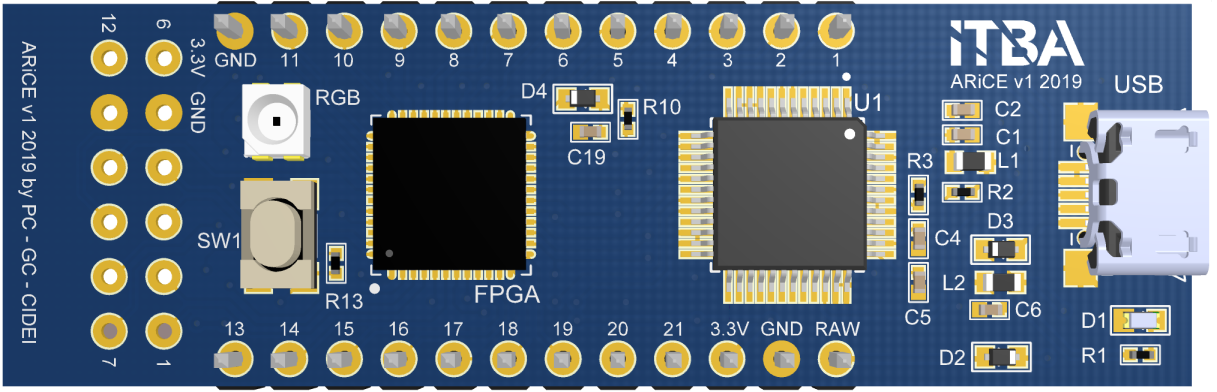 12
6
3.3V
GND
ARiCE v1 2019 by PC - GC - CIDEI
7
1
GND
11
10
9
8
7
6
5
4
3
2
1
iTBA
ARiCE v1 2019
USB
RGB
D4
R10
C19
U1
C2
C1
L1
R3
R2
SW1
R13
FPGA
C4
D3
L2
C5
C6
D1
D2
R1
13
14
15
16
17
18
19
20
21
3.3V
GND
RAW